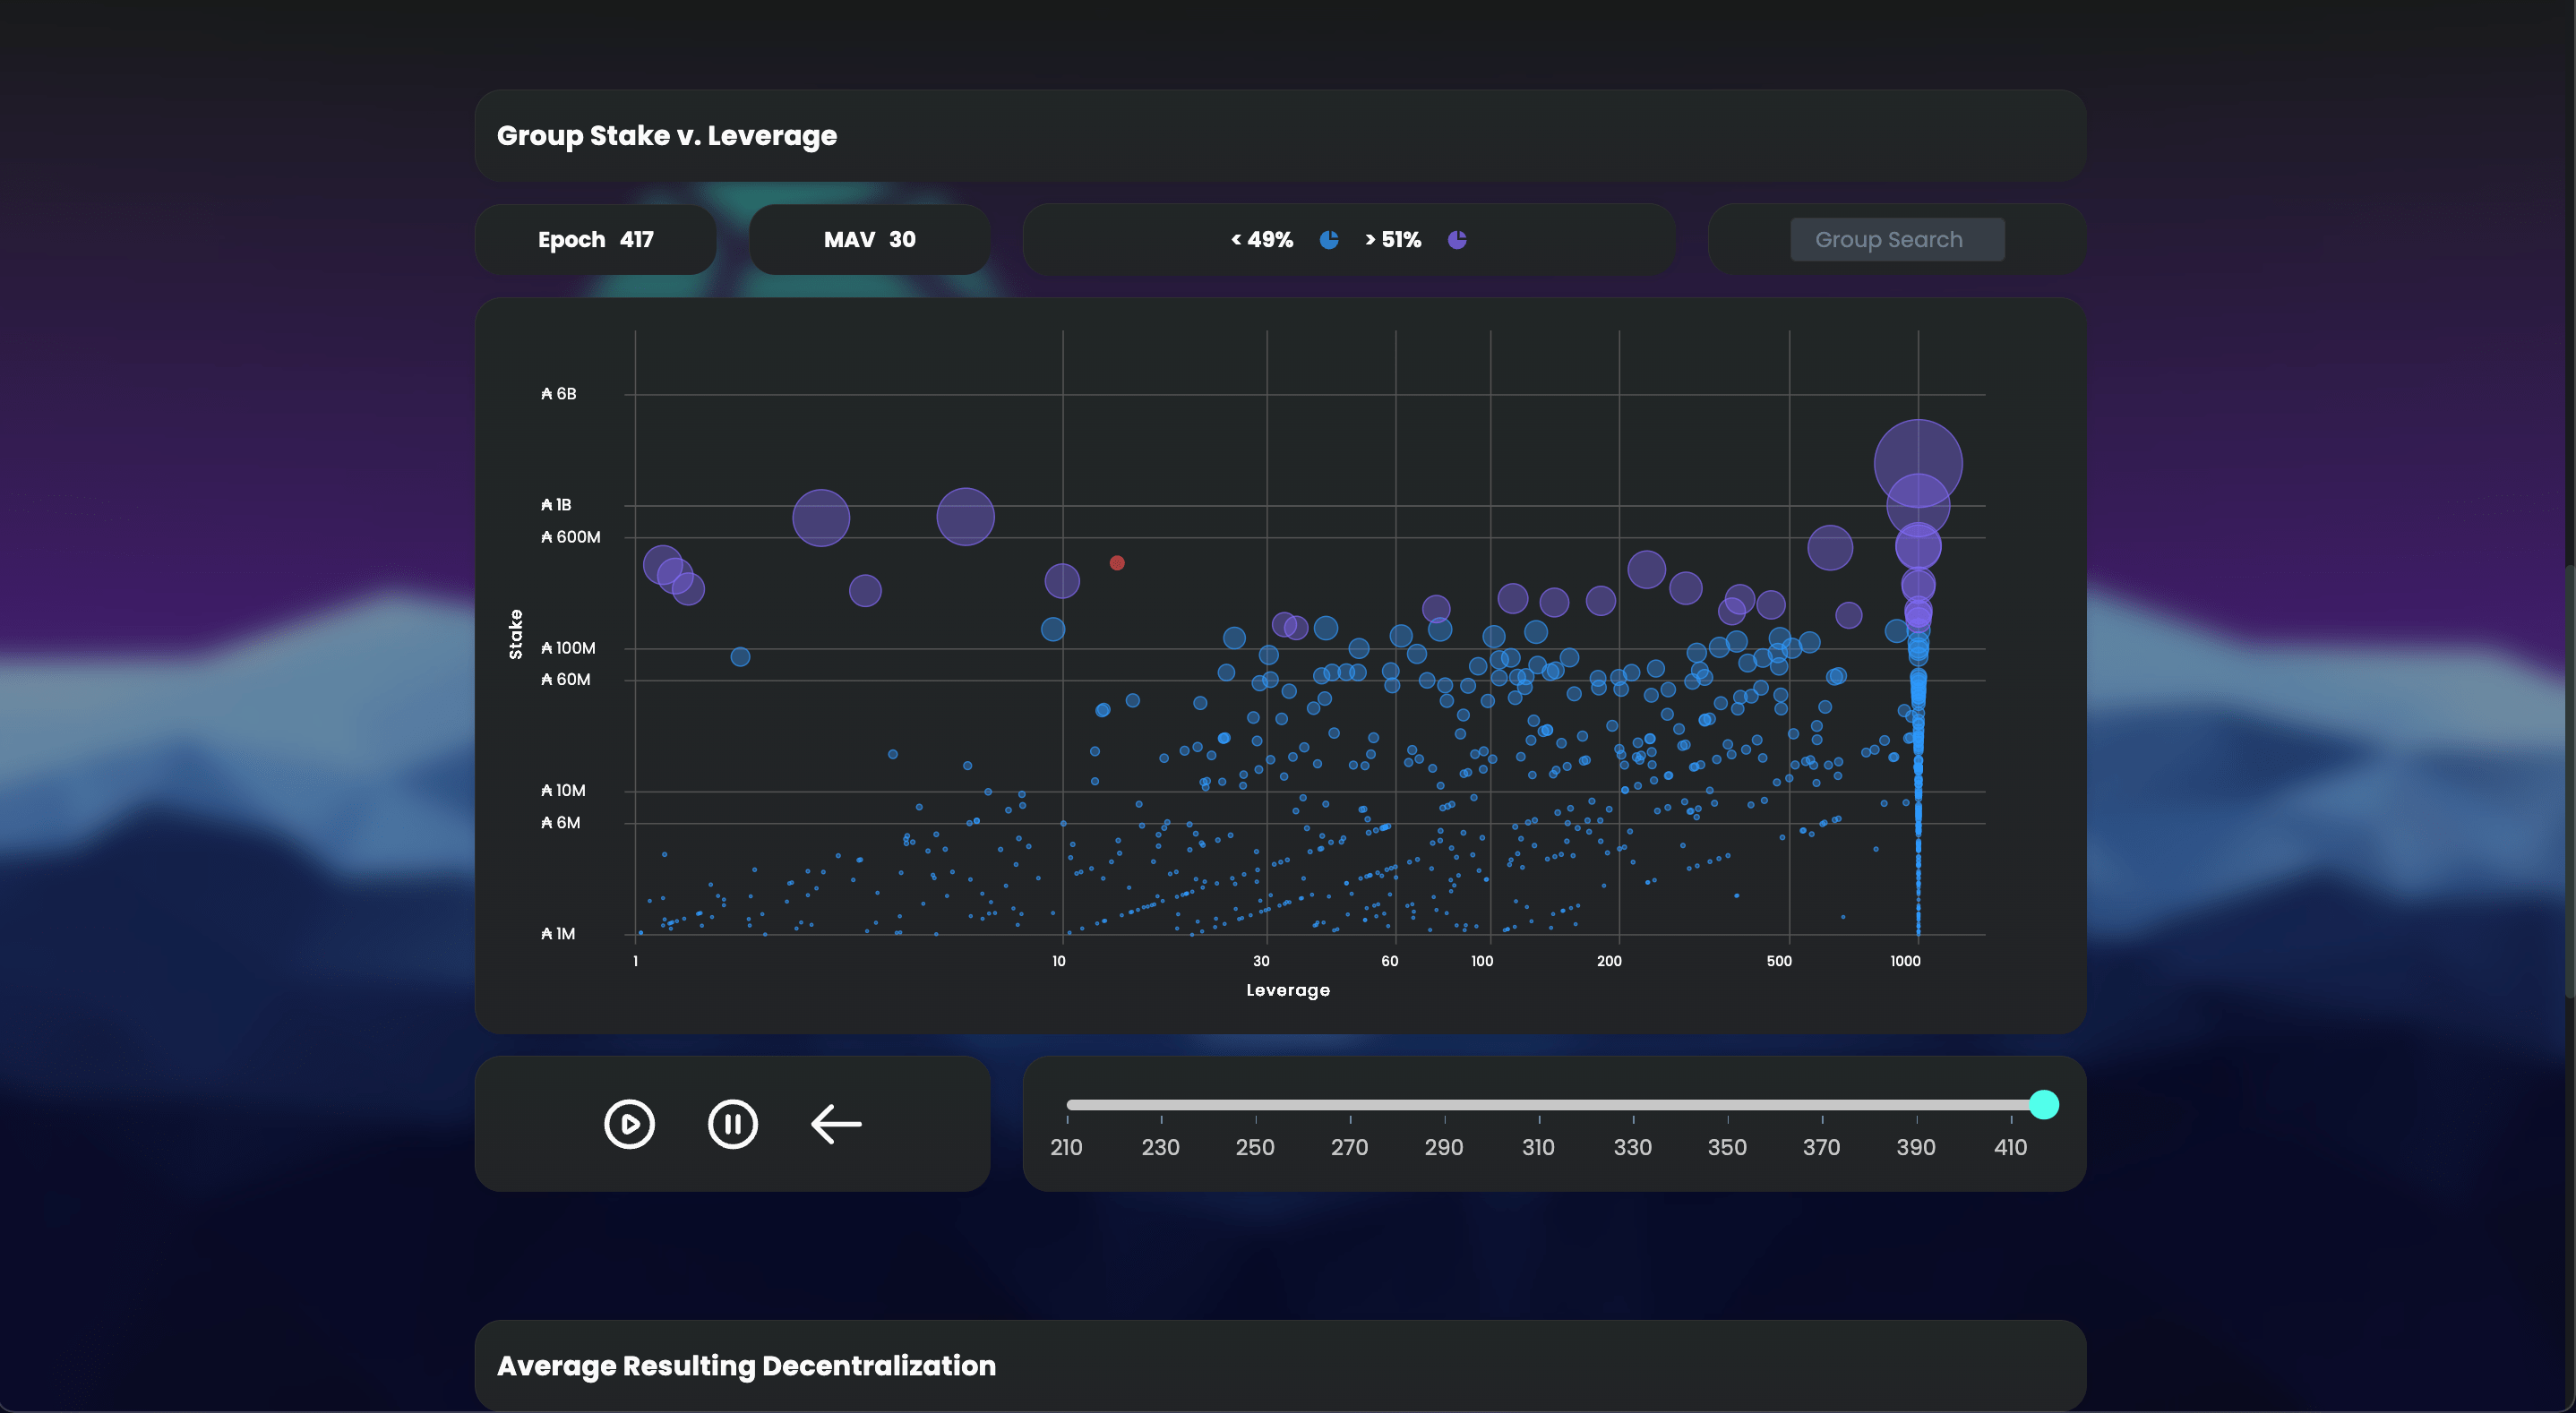 Group Stake v. Leverage
Epoch 417
MAV 30
< 49%
> 51%
Group Search
₳ 6B
₳ 1B
₳ 600M
₳ 100M
₳ 60M
₳ 10M
₳ 6M
₳ 1M
Stake
1 10 30 60 100 200 500 1000
Leverage
210 230 250 270 290 310 330 350 370 390 410
Average Resulting Decentralization